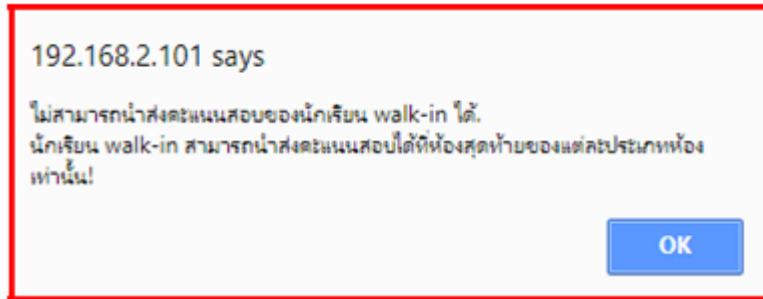 192.168.2.101 says
ไม่สามารถนำส่งคะแนนสอบของนักเรียน walk-in ได้.
นักเรียน walk-in สามารถนำส่งคะแนนสอบได้ที่ห้องสุดท้ายของแต่ละประเภทห้อง
เท่านั้น!
OK